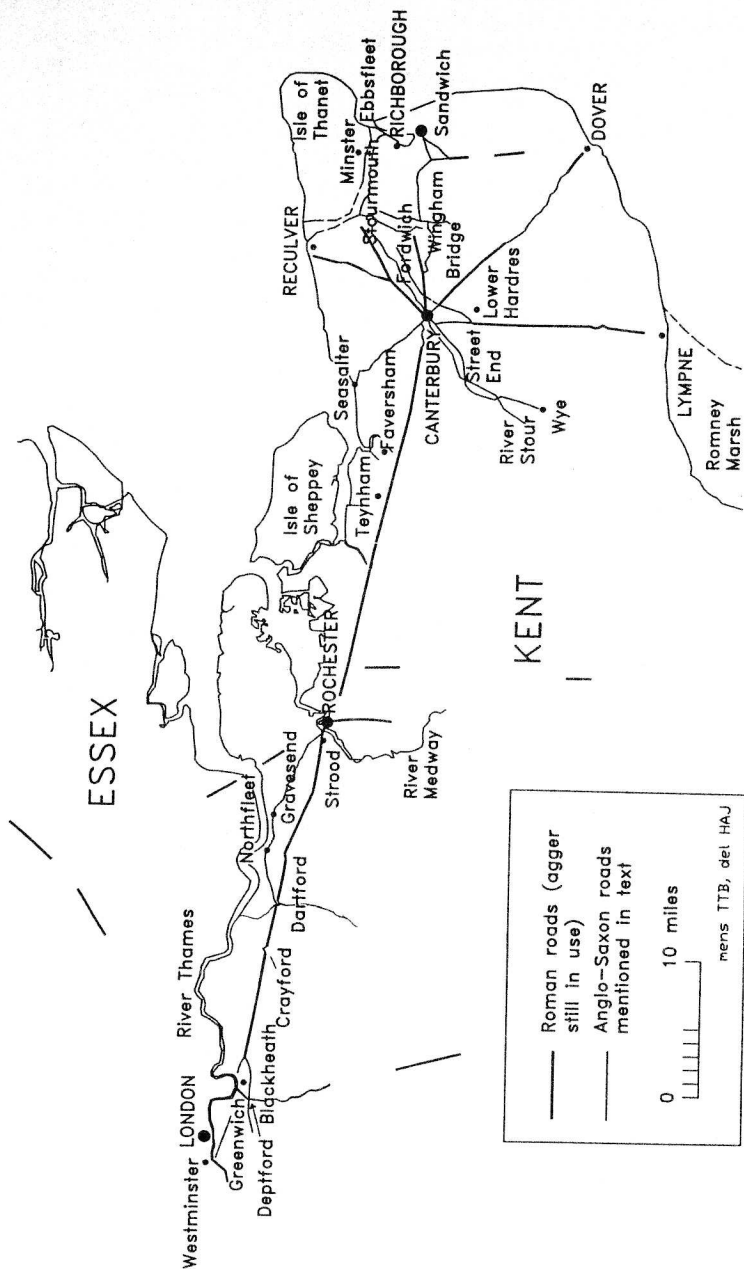 ESSEX
KENT
Westminster
LONDON
River Thames
Greenwich
Deptford
Blackheath
Crayford
Dartford
Northfleet
Gravesend
Strood
ROCHESTER
River
Medway
Isle of
Sheppey
Teynham
Faversham
Seasalter
CANTERBURY
Street
End
River
Stour
Wye
Lower
Hardres
Bridge
Wingham
Fordwich
Stourmouth
RECULVER
Minster
Isle of
Thanet
Ebbsfleet
RICHBOROUGH
Sandwich
DOVER
LYMPNE
Romney
Marsh
Roman roads (agger
still in use)
Anglo-Saxon roads
mentioned in text
0 10 miles
mens TTB, del HAJ